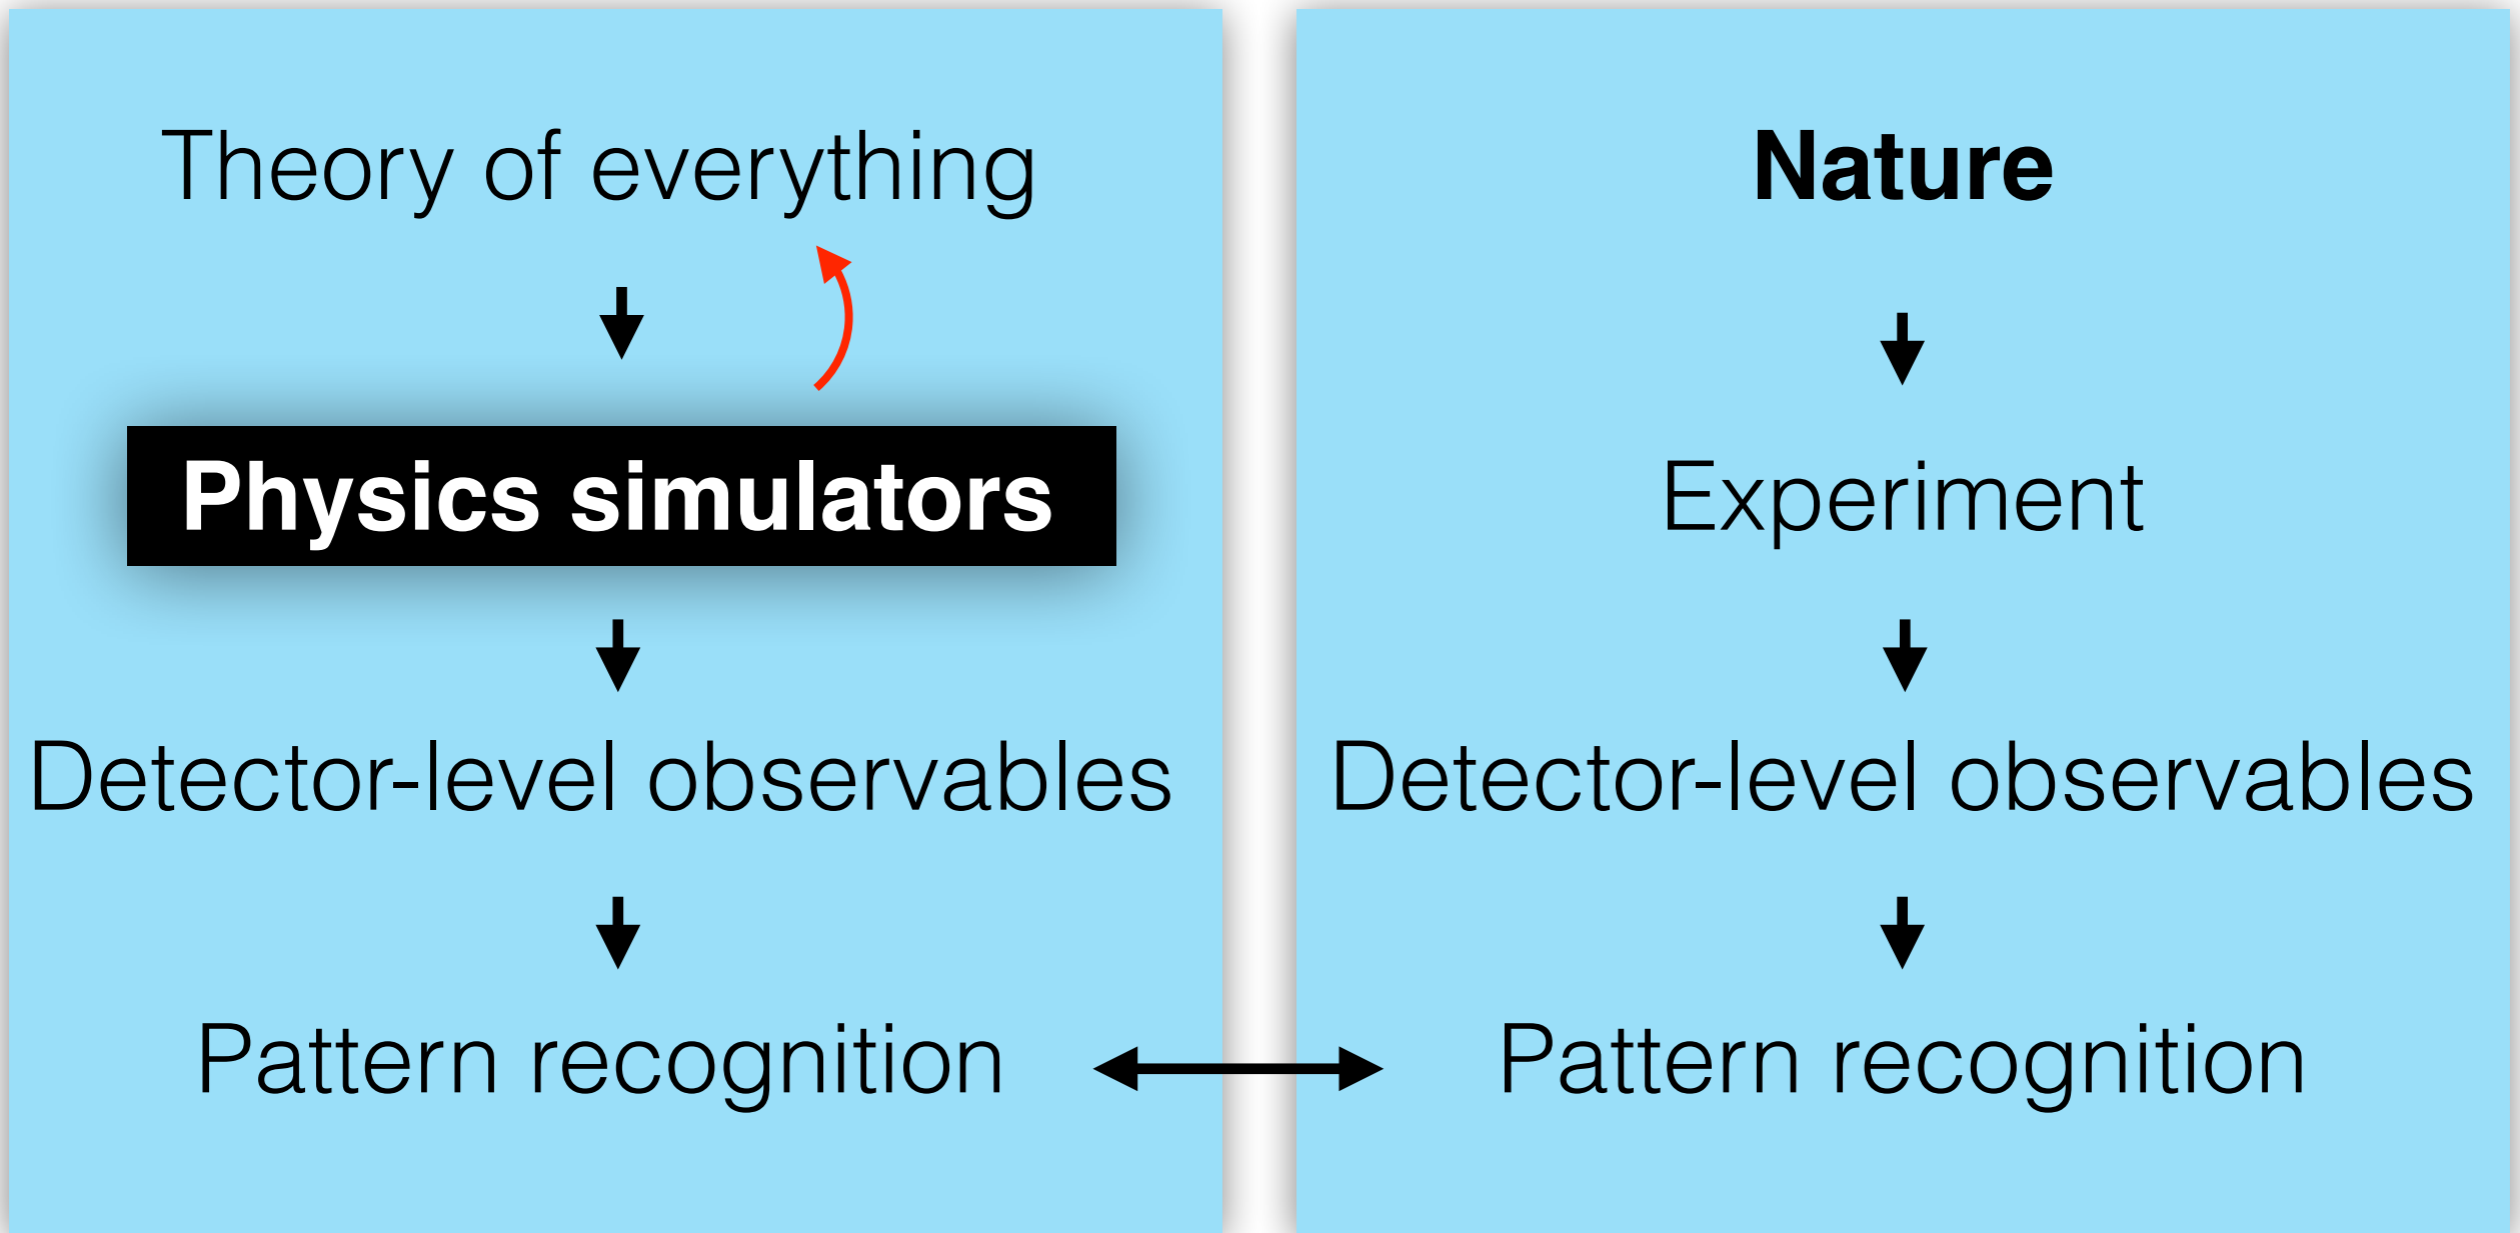 Theory of everything
Physics simulators
Detector-level observables
Pattern recognition
Nature
Experiment
Detector-level observables
Pattern recognition